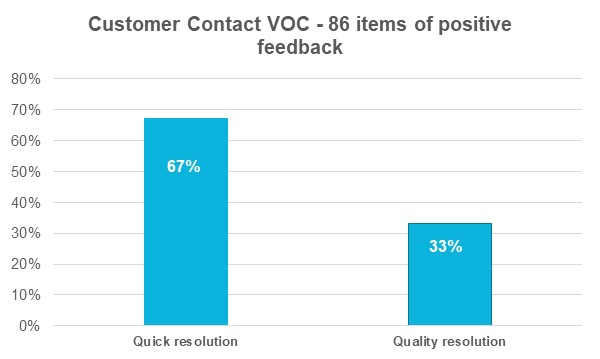 Customer Contact VOC - 86 items of positive
feedback
80%
70%
60%
50%
40%
30%
20%
10%
0%
67%
33%
Quick resolution
Quality resolution